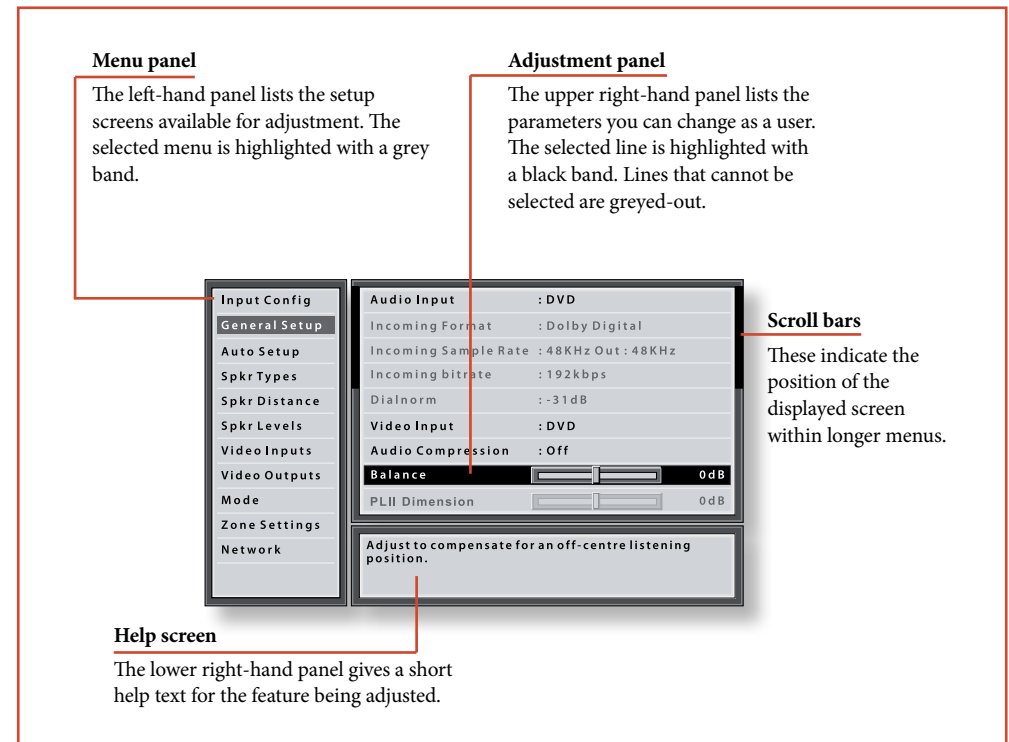 Menu panel
The left-hand panel lists the setup
screens available for adjustment. The
selected menu is highlighted with a grey
band.
Adjustment panel
The upper right-hand panel lists the
parameters you can change as a user.
The selected line is highlighted with
a black band. Lines that cannot be
selected are greyed-out.
Input Config
General Setup
Auto Setup
Spkr Types
Spkr Distance
Spkr Levels
Video Inputs
Video Outputs
Mode
Zone Settings
Network
Audio Input : DVD
Incoming Format : Dolby Digital
Incoming Sample Rate : 48KHz Out : 48KHz
Incoming bitrate : 192kbps
Dialnorm : -31dB
Video Input : DVD
Audio Compression : Off
Balance 0dB
PLII Dimension 0dB
Adjust to compensate for an off-centre listening
position.
Scroll bars
These indicate the
position of the
displayed screen
within longer menus.
Help screen
The lower right-hand panel gives a short
help text for the feature being adjusted.